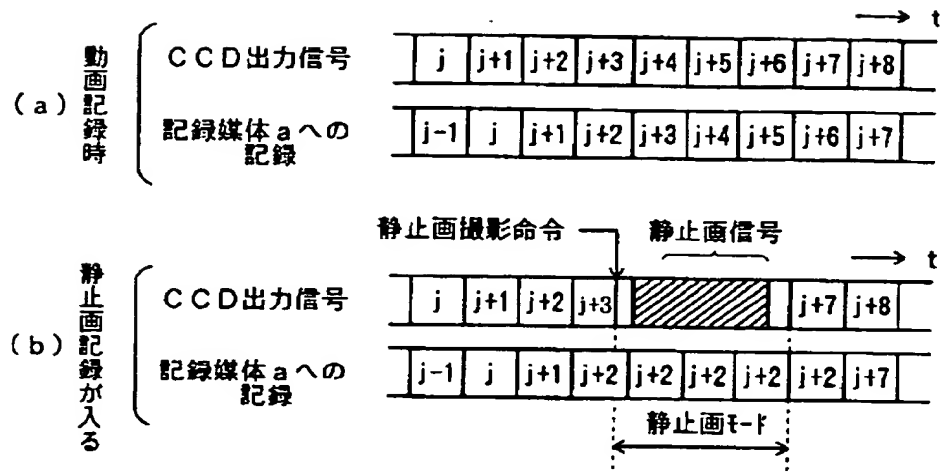 → t
(a) 動画記録時
CCD出力信号 j j+1 j+2 j+3 j+4 j+5 j+6 j+7 j+8
記録媒体aへの記録 j-1 j j+1 j+2 j+3 j+4 j+5 j+6 j+7
静止画撮影命令 静止画信号 → t
(b) 静止画記録が入る
CCD出力信号 j j+1 j+2 j+3 j+7 j+8
記録媒体aへの記録 j-1 j j+1 j+2 j+2 j+2 j+2 j+2 j+7
静止画モード